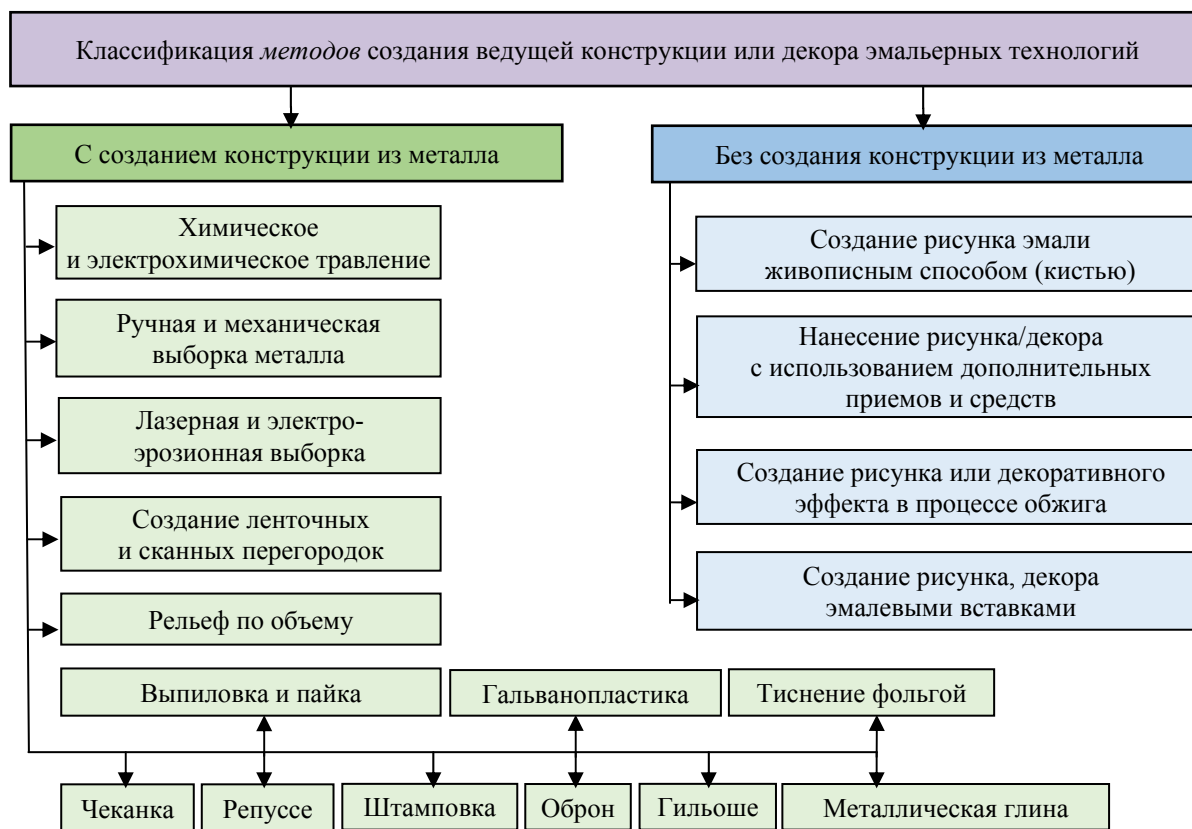 Классификация методов создания ведущей конструкции или декора эмальерных технологий
С созданием конструкции из металла
Без создания конструкции из металла
Химическое
и электрохимическое травление
Ручная и механическая
выборка металла
Лазерная и электро-
эрозионная выборка
Создание ленточных
и сканных перегородок
Рельеф по объему
Создание рисунка эмали
живописным способом (кистью)
Нанесение рисунка/декора
с использованием дополнительных
приемов и средств
Создание рисунка или декоративного
эффекта в процессе обжига
Создание рисунка, декора
эмалевыми вставками
Выпиловка и пайка
Гальванопластика
Тиснение фольгой
Чеканка
Репуссе
Штамповка
Оброн
Гильоше
Металлическая глина